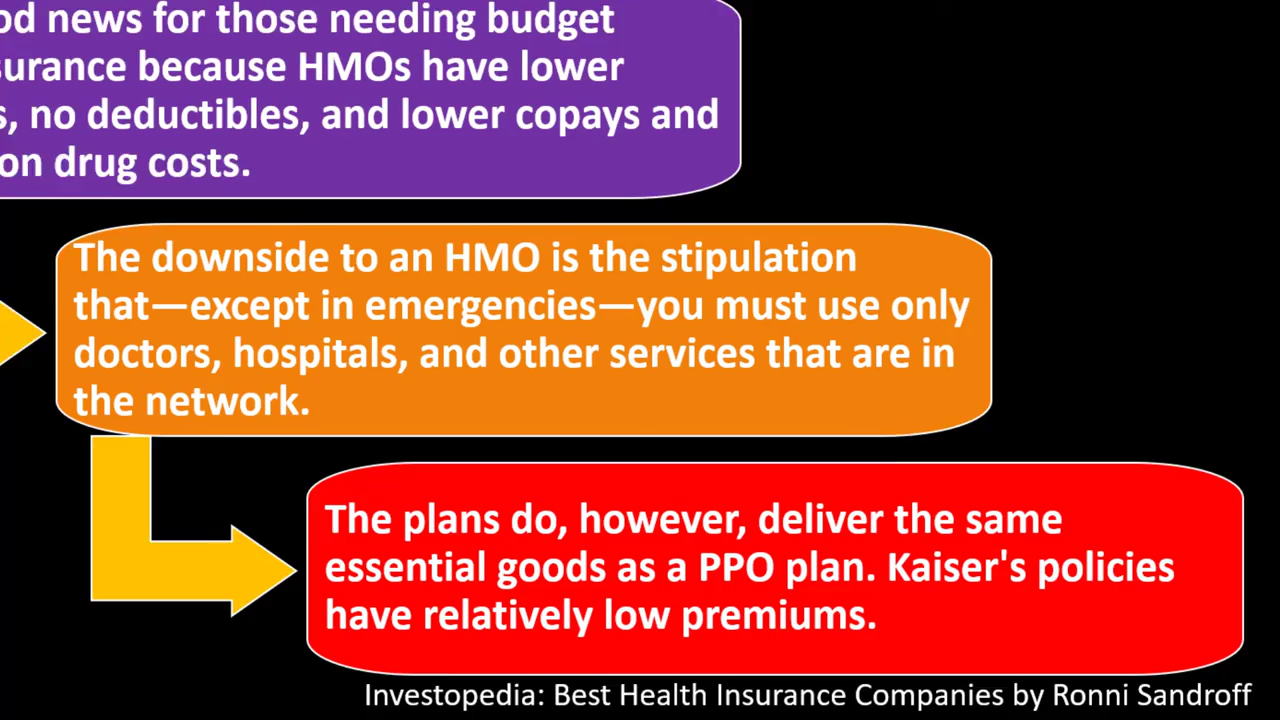 od news for those needing budget
surance because HMOs have lower
s, no deductibles, and lower copays and
on drug costs.
The downside to an HMO is the stipulation
that—except in emergencies—you must use only
doctors, hospitals, and other services that are in
the network.
The plans do, however, deliver the same
essential goods as a PPO plan. Kaiser's policies
have relatively low premiums.
Investopedia: Best Health Insurance Companies by Ronni Sandroff